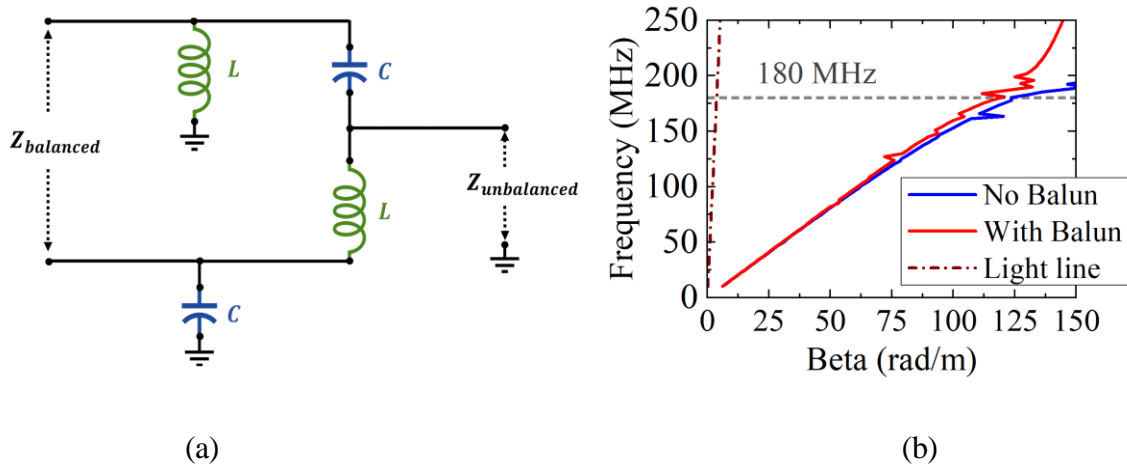 L
C
Z_balanced
Z_unbalanced
L
C
(a)
250
200
150
100
50
0
Frequency (MHz)
180 MHz
No Balun
With Balun
Light line
0 25 50 75 100 125 150
Beta (rad/m)
(b)